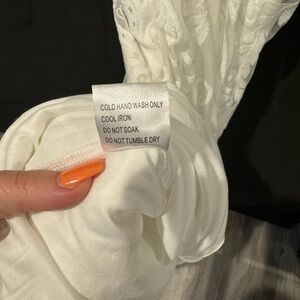 COLD HAND WASH ONLY
COOL IRON
DO NOT SOAK
DO NOT TUMBLE DRY